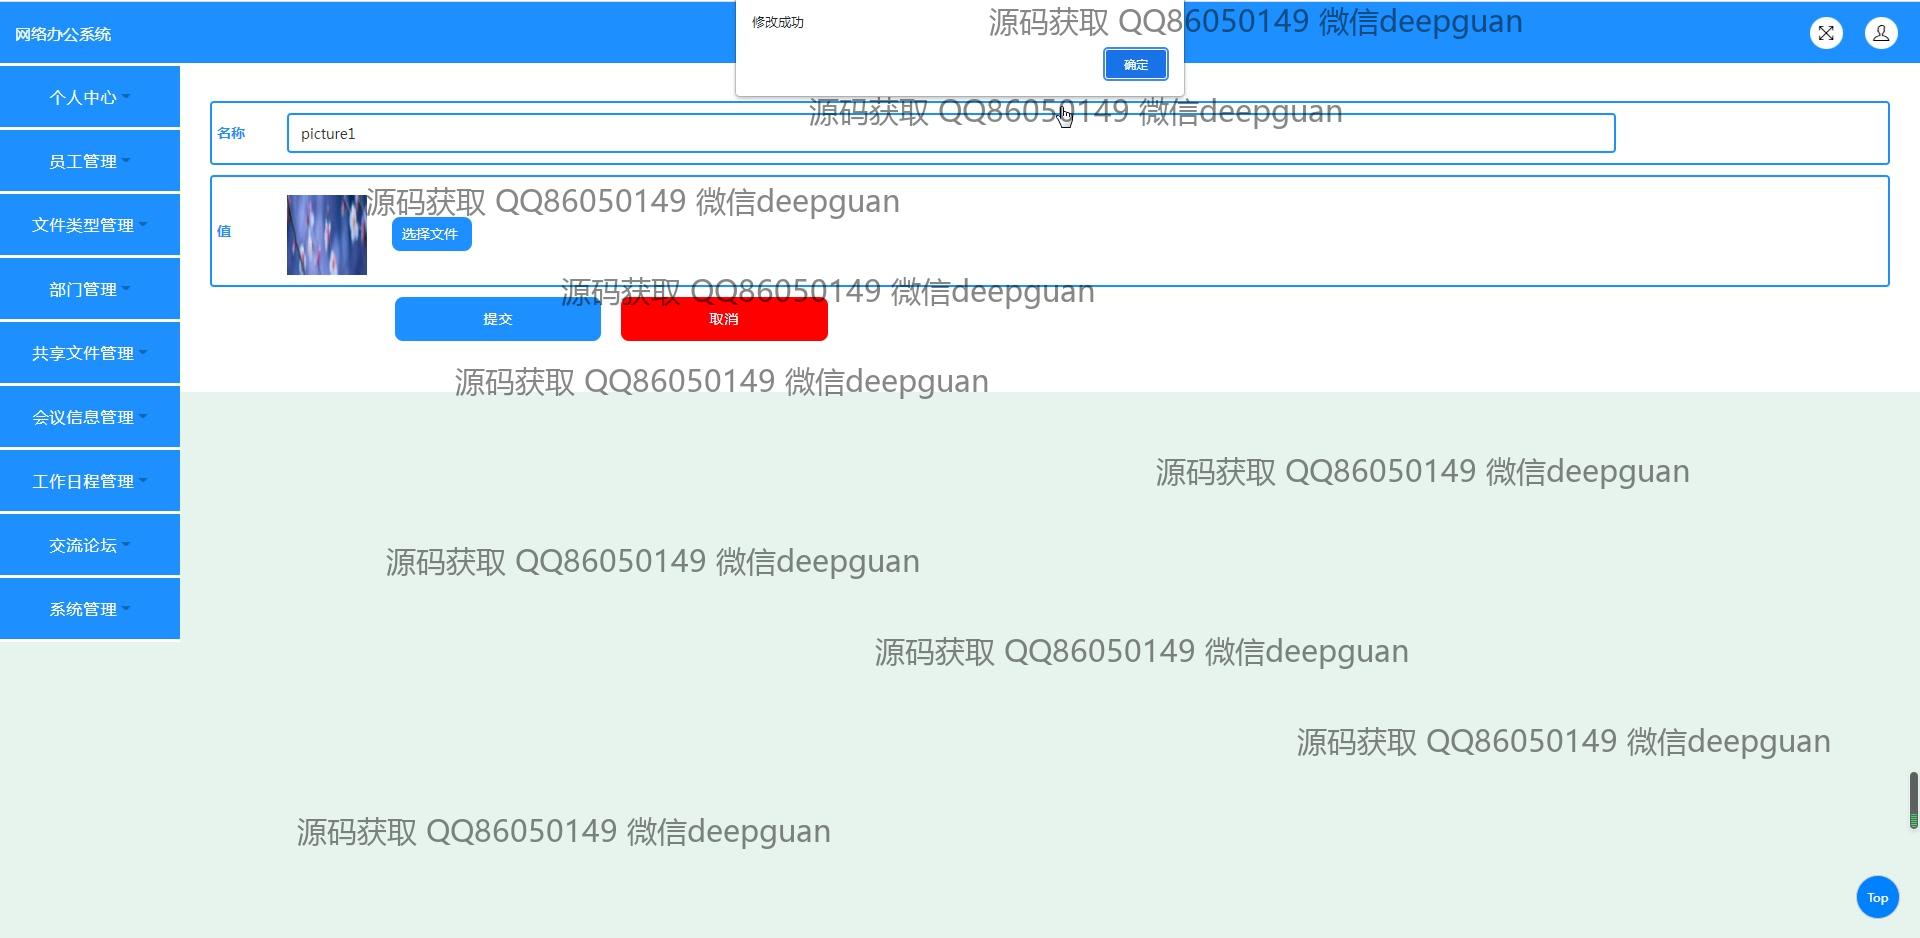 修改成功
源码获取 QQ86050149 微信deepguan
网络办公系统
确定
个人中心
源码获取 QQ86050149 微信deepguan
名称
picture1
员工管理
源码获取 QQ86050149 微信deepguan
文件类型管理
值
选择文件
部门管理
源码获取 QQ86050149 微信deepguan
提交
取消
共享文件管理
源码获取 QQ86050149 微信deepguan
会议信息管理
源码获取 QQ86050149 微信deepguan
工作日程管理
交流论坛
源码获取 QQ86050149 微信deepguan
系统管理
源码获取 QQ86050149 微信deepguan
源码获取 QQ86050149 微信deepguan
源码获取 QQ86050149 微信deepguan
Top